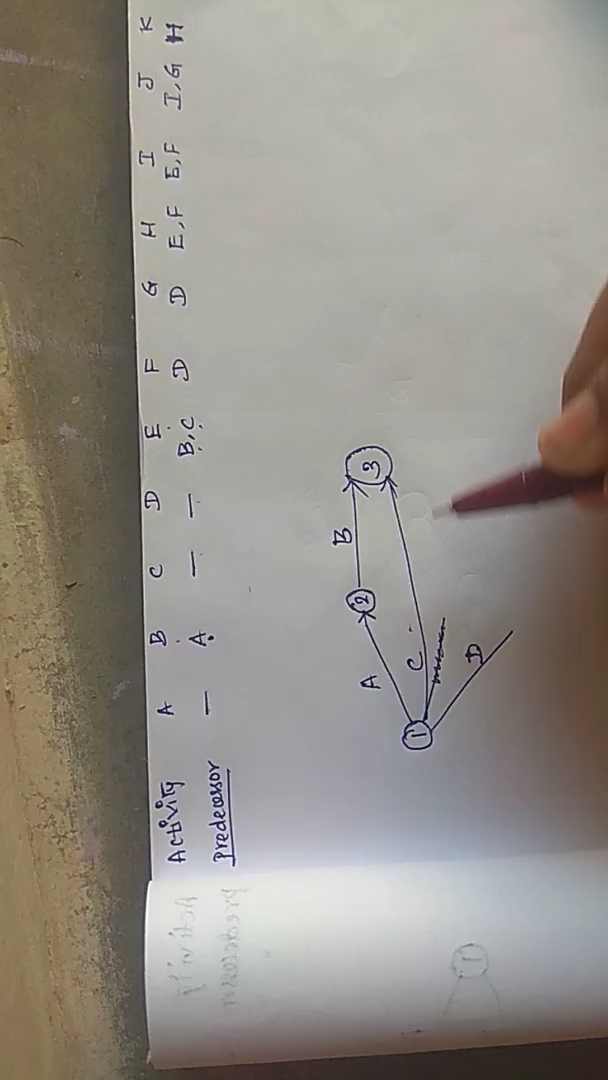 Activity A B C D E F G H I J K
Predecessor - A - - B,C D D E,F E,F I,G H
A
B
C
D
1
2
3